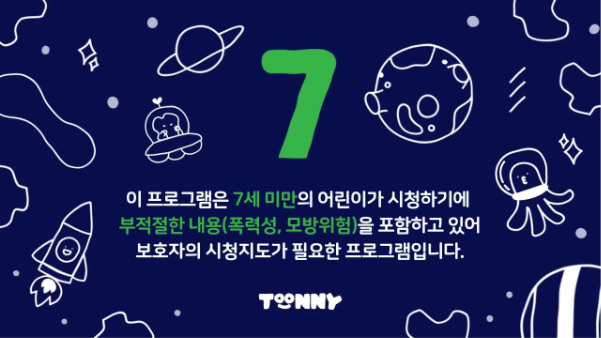 7
이 프로그램은 7세 미만의 어린이가 시청하기에
부적절한 내용(폭력성, 모방위험)을 포함하고 있어
보호자의 시청지도가 필요한 프로그램입니다.
TOONNY